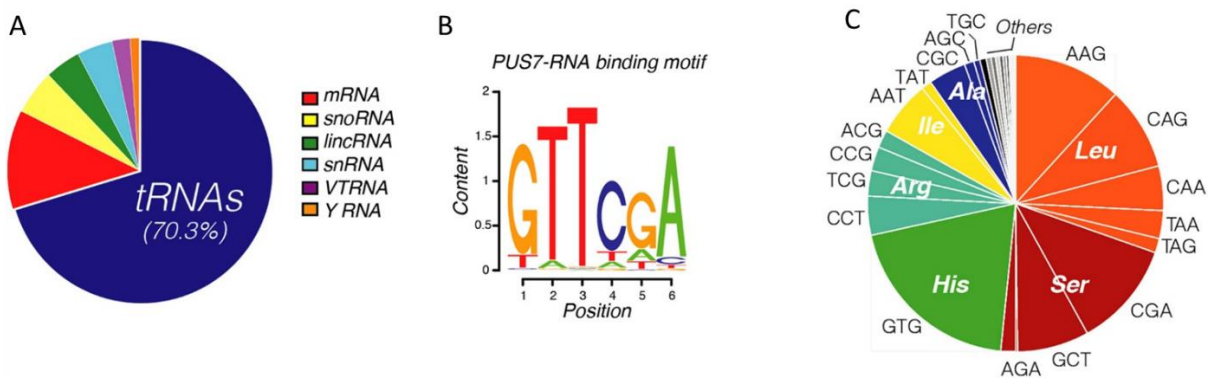 A
tRNAs
(70.3%)
mRNA
snoRNA
lincRNA
snRNA
VTRNA
Y RNA
B
PUS7-RNA binding motif
Content
2
1.5
1
0.5
0
GTTCGA
T A T A T C
A T T
1 2 3 4 5 6
Position
C
TGC
Others
AGC
CGC
TAT
AAT
ACG
CCG
TCG
CCT
GTG
AGA
GCT
CGA
TAG
TAA
CAA
CAG
AAG
Ala
Ile
Arg
His
Ser
Leu